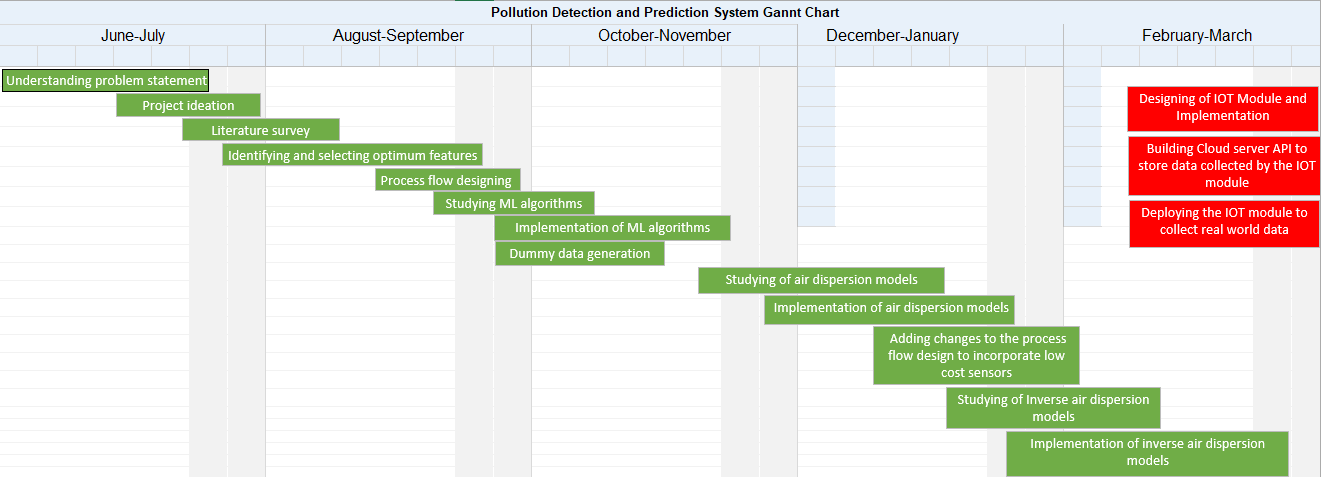 Pollution Detection and Prediction System Gannt Chart
June-July
August-September
October-November
December-January
February-March
Understanding problem statement
Project ideation
Literature survey
Identifying and selecting optimum features
Process flow designing
Studying ML algorithms
Implementation of ML algorithms
Dummy data generation
Studying of air dispersion models
Implementation of air dispersion models
Adding changes to the process
flow design to incorporate low
cost sensors
Studying of Inverse air dispersion
models
Implementation of inverse air dispersion
models
Designing of IOT Module and
Implementation
Building Cloud server API to
store data collected by the IOT
module
Deploying the IOT module to
collect real world data